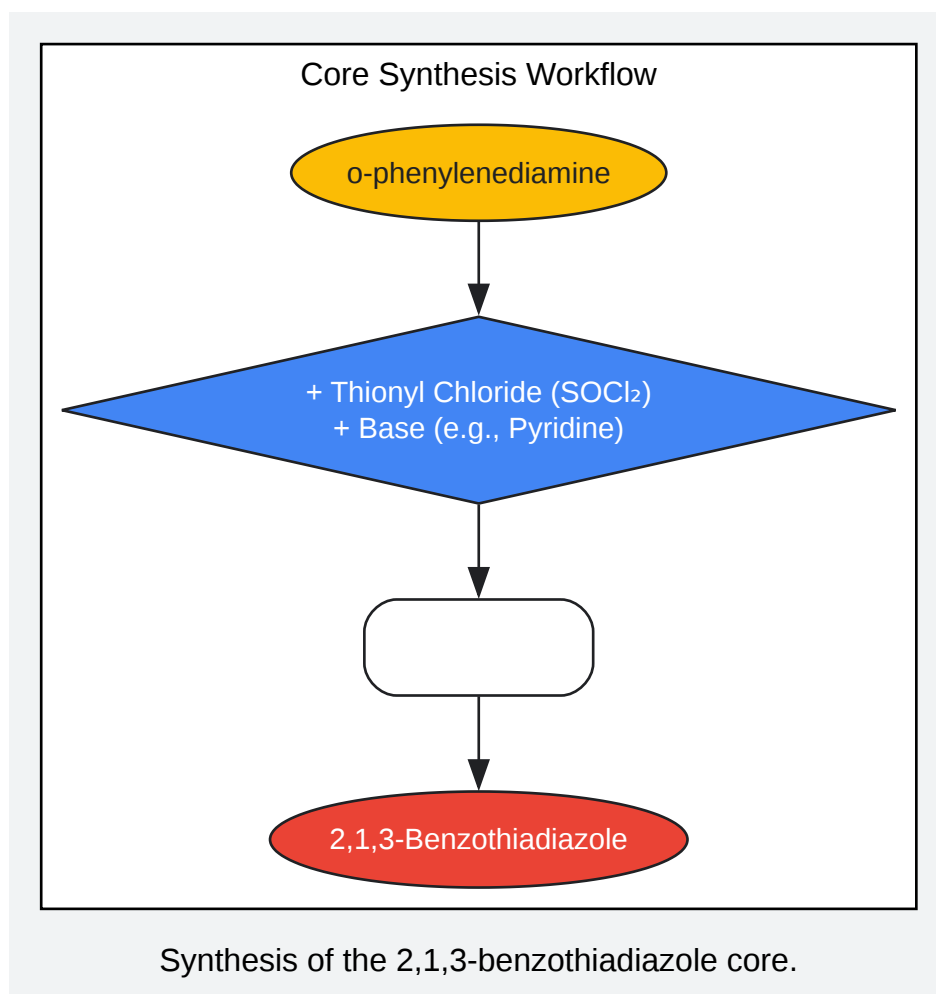 Core Synthesis Workflow
o-phenylenediamine
+ Thionyl Chloride (SOCl₂)
+ Base (e.g., Pyridine)
2,1,3-Benzothiadiazole
Synthesis of the 2,1,3-benzothiadiazole core.